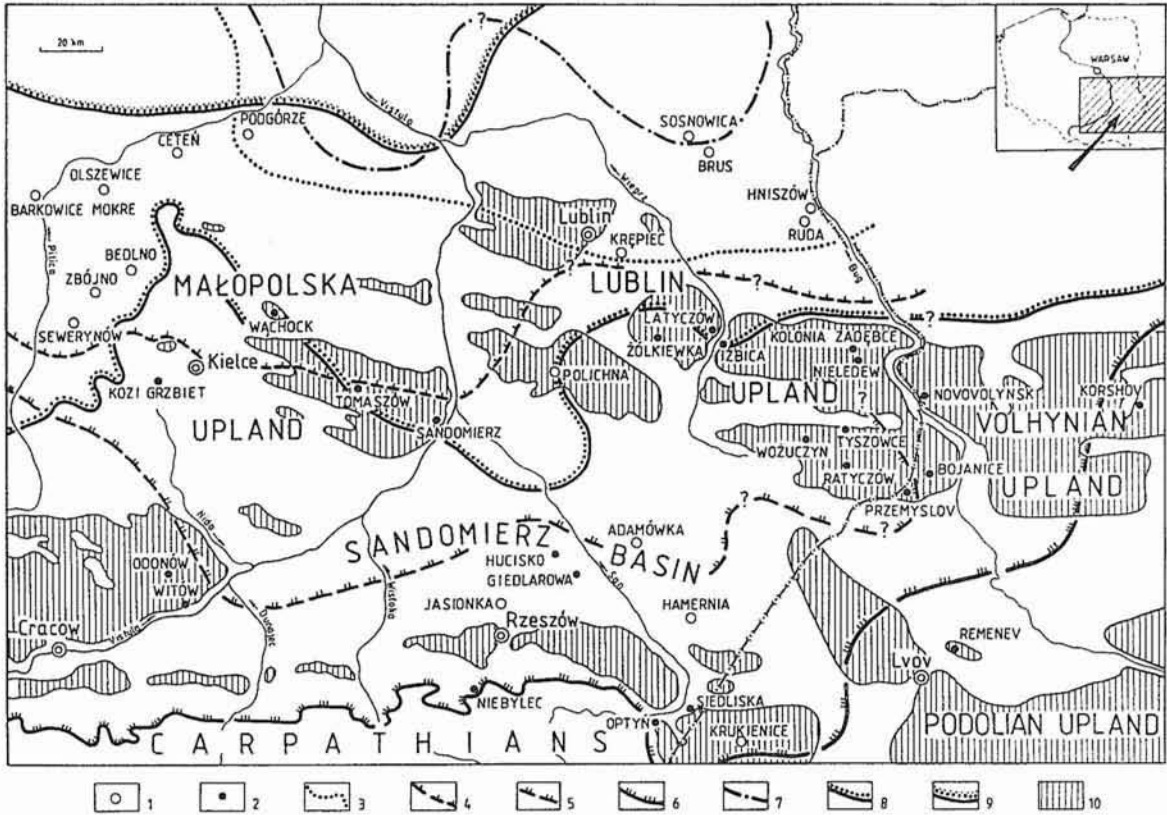 20 km
WARSAW
?
Vistula
PODGÓRZE
CETEŃ
SOSNOWICA
BRUS
OLSZEWICE
BARKOWICE MOKRE
Wieprz
HNISZÓW
RUDA
Lublin
KRĘPIEC
Pilica
BEDLNO
ZBÓJNO
MAŁOPOLSKA
LUBLIN
?
?
Bug
SEWERYNÓW
WĄCHOCK
LATYCZÓW
ŻÓŁKIEWKA
IZBICA
KOLONIA ZADĘBCE
NIELEDEW
?
Kielce
KOZI GRZBIET
POLICHNA
UPLAND
TOMASZÓW
UPLAND
SANDOMIERZ
?
NOVOVOLYNSK
KORSHOV
VOLHYNIAN
UPLAND
WOŻUCZYN
TYSZOWCE
RATYCZÓW
BOJANICE
PRZEMYSLOV
?
?
Nida
SANDOMIERZ
BASIN
ADAMÓWKA
HUCISKO
GIEDLAROWA
ODONÓW
WITÓW
San
Wisłoka
JASIONKA
Rzeszów
HAMERNIA
Cracow
Vistula
Dunajec
REMENEV
Lvov
NIEBYLEC
SIEDLISKA
OPTYŃ
KRUKIENICE
PODOLIAN UPLAND
CARPATHIANS
1 2 3 4 5 6 7 8 9 10